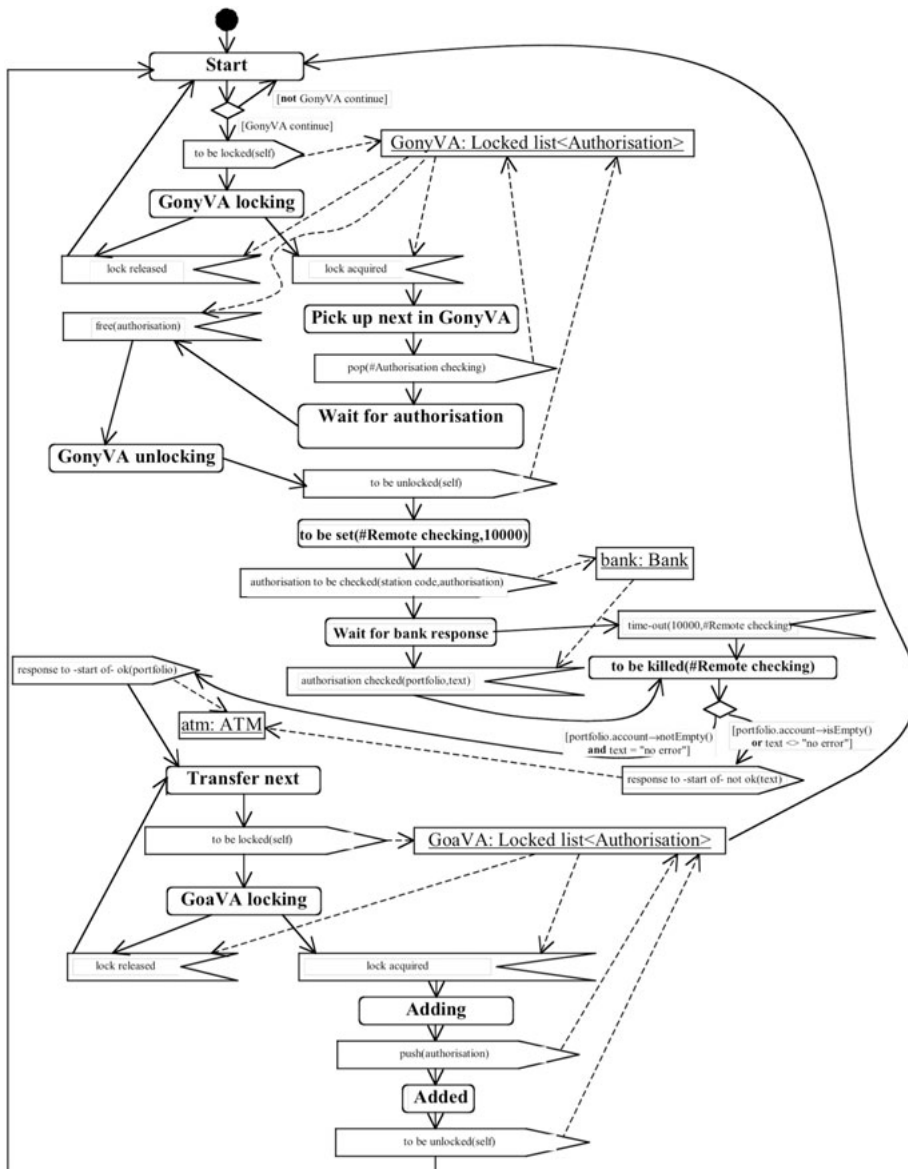 Start
[not GonyVA continue]
[GonyVA continue]
to be locked(self)
GonyVA: Locked list<Authorisation>
GonyVA locking
lock released
lock acquired
Pick up next in GonyVA
free(authorisation)
pop(#Authorisation checking)
Wait for authorisation
GonyVA unlocking
to be unlocked(self)
to be set(#Remote checking,10000)
bank: Bank
authorisation to be checked(station code,authorisation)
time-out(10000,#Remote checking)
Wait for bank response
response to -start of- ok(portfolio)
to be killed(#Remote checking)
authorisation checked(portfolio,text)
atm: ATM
[portfolio.account→notEmpty()
and text = "no error"]
[portfolio.account→isEmpty()
or text <> "no error"]
response to -start of- not ok(text)
Transfer next
to be locked(self)
GoaVA: Locked list<Authorisation>
GoaVA locking
lock released
lock acquired
Adding
push(authorisation)
Added
to be unlocked(self)